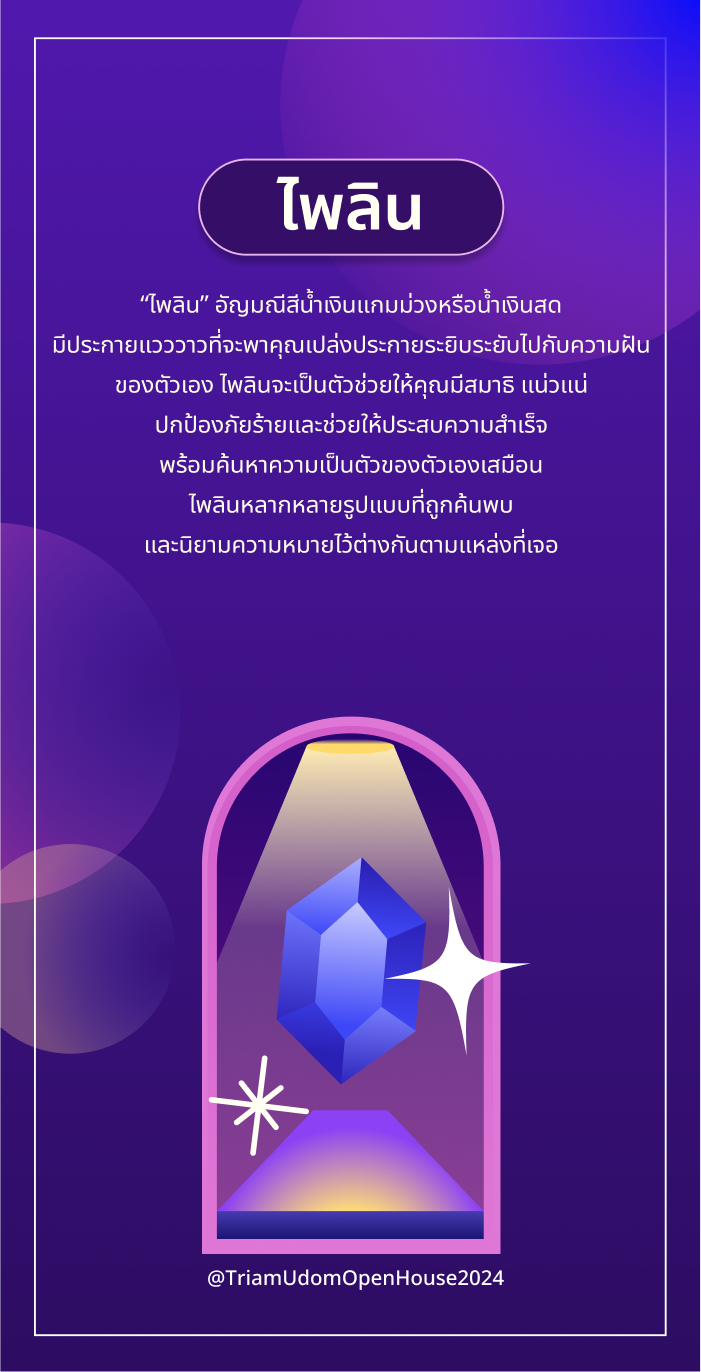 ไพลิน
“ไพลิน” อัญมณีสีน้ำเงินแกมม่วงหรือน้ำเงินสด
มีประกายแวววาวที่จะพาคุณเปล่งประกายระยิบระยับไปกับความฝัน
ของตัวเอง ไพลินจะเป็นตัวช่วยให้คุณมีสมาธิ แน่วแน่
ปกป้องภัยร้ายและช่วยให้ประสบความสำเร็จ
พร้อมค้นหาความเป็นตัวของตัวเองเสมือน
ไพลินหลากหลายรูปแบบที่ถูกค้นพบ
และนิยามความหมายไว้ต่างกันตามแหล่งที่เจอ
@TriamUdomOpenHouse2024